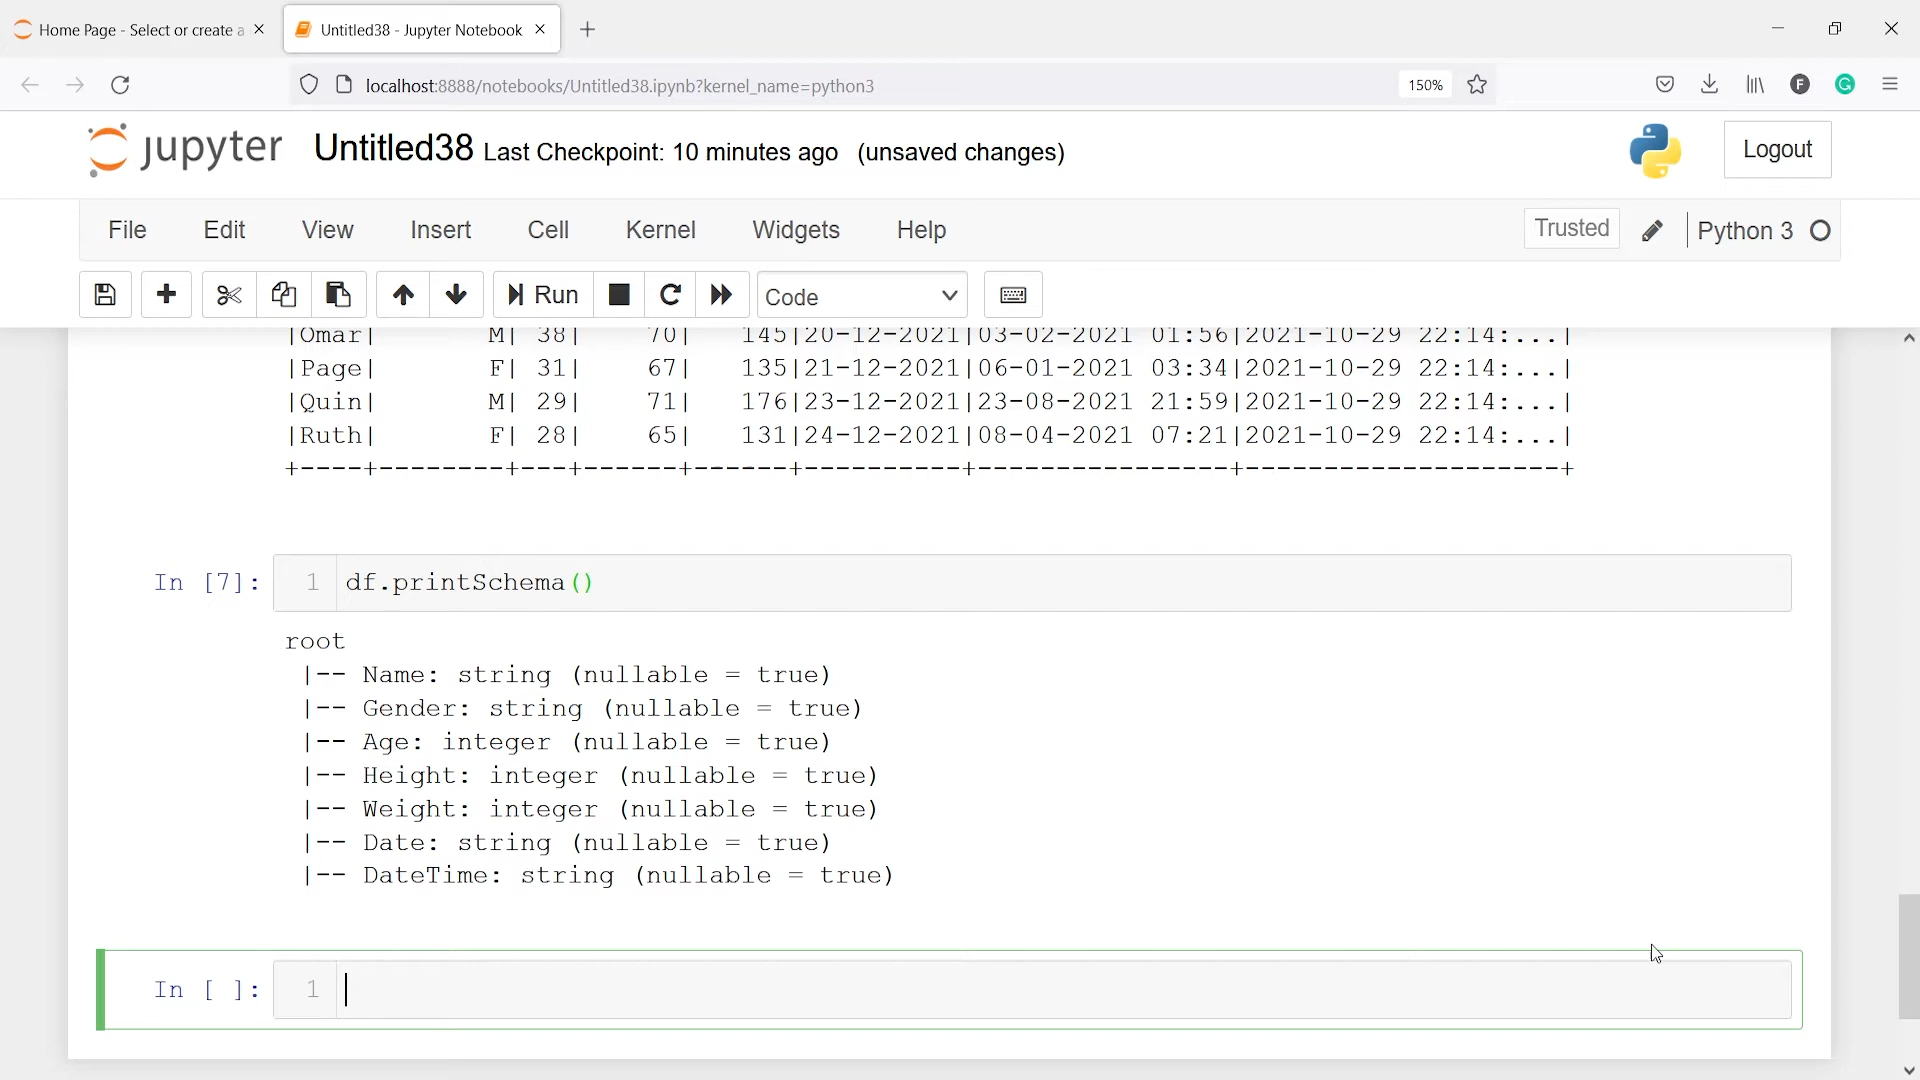 Home Page - Select or create a
Untitled38 - Jupyter Notebook
localhost:8888/notebooks/Untitled38.ipynb?kernel_name=python3
150%
F
G
jupyter Untitled38 Last Checkpoint: 10 minutes ago (unsaved changes)
Logout
File Edit View Insert Cell Kernel Widgets Help
Trusted
Python 3
Run
Code
|Omar|       M| 38|    70|   145|20-12-2021|03-02-2021 01:56|2021-10-29 22:14:...|
|Page|       F| 31|    67|   135|21-12-2021|06-01-2021 03:34|2021-10-29 22:14:...|
|Quin|       M| 29|    71|   176|23-12-2021|23-08-2021 21:59|2021-10-29 22:14:...|
|Ruth|       F| 28|    65|   131|24-12-2021|08-04-2021 07:21|2021-10-29 22:14:...|
+----+--------+---+------+------+----------+----------------+--------------------+
In [7]: 1 df.printSchema()
root
|-- Name: string (nullable = true)
|-- Gender: string (nullable = true)
|-- Age: integer (nullable = true)
|-- Height: integer (nullable = true)
|-- Weight: integer (nullable = true)
|-- Date: string (nullable = true)
|-- DateTime: string (nullable = true)
In [ ]: 1